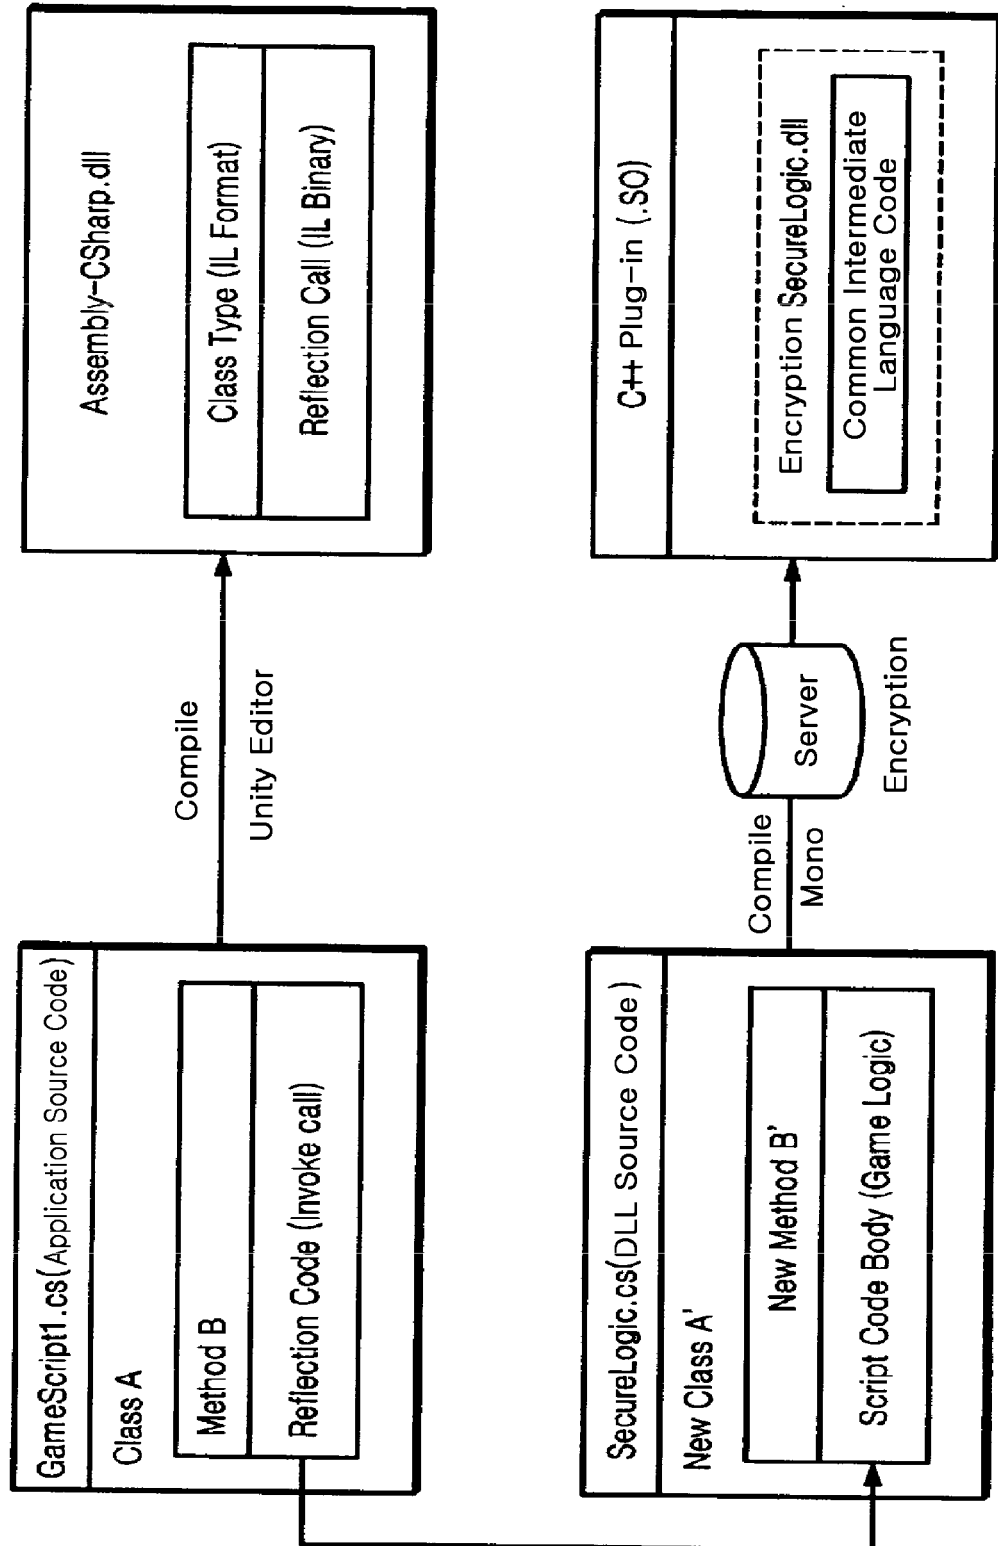 GameScript1.cs(Application Source Code)
Class A
Method B
Reflection Code (Invoke call)
Compile
Unity Editor
Assembly-CSharp.dll
Class Type (IL Format)
Reflection Call (IL Binary)
SecureLogic.cs(DLL Source Code)
New Class A'
New Method B'
Script Code Body (Game Logic)
Compile
Mono
Server
Encryption
C++ Plug-in (.SO)
Encryption SecureLogic.dll
Common Intermediate
Language Code